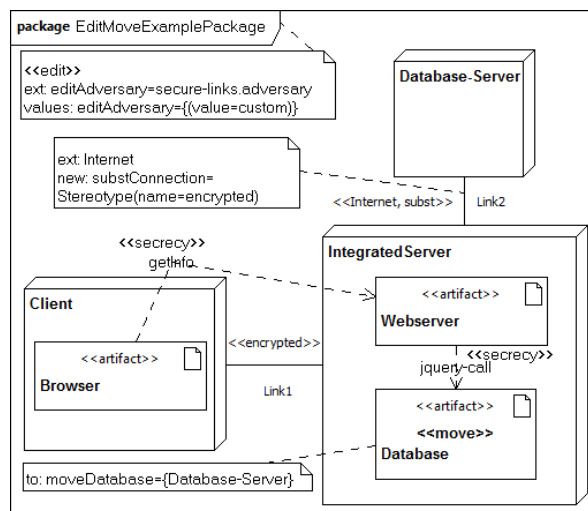 package EditMoveExamplePackage
<<edit>>
ext: editAdversary=secure-links.adversary
values: editAdversary={(value=custom)}
Database-Server
ext: Internet
new: substConnection=
Stereotype(name=encrypted)
<<Internet, subst>>
Link2
<<secrecy>>
getInfo
IntegratedServer
Client
<<artifact>>
Webserver
<<encrypted>>
<<artifact>>
Browser
<<secrecy>>
jquery-call
Link1
<<artifact>>
<<move>>
Database
to: moveDatabase={Database-Server}